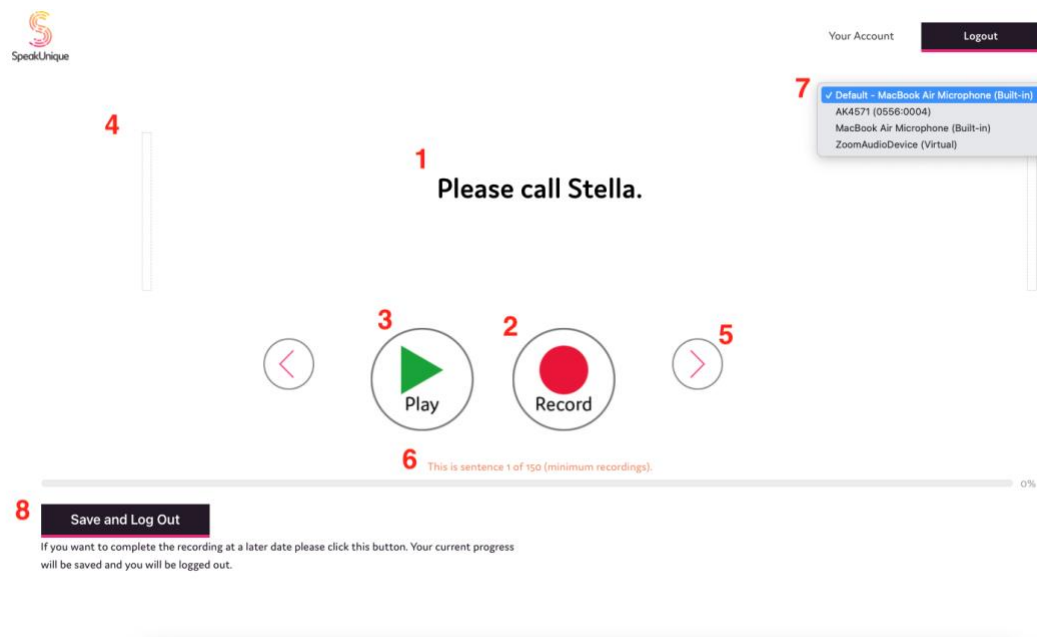 SpeakUnique
Your Account
Logout
7
✓ Default - MacBook Air Microphone (Built-in)
AK4571 (0556:0004)
MacBook Air Microphone (Built-in)
ZoomAudioDevice (Virtual)
4
1
Please call Stella.
3
2
5
Play
Record
6
This is sentence 1 of 150 (minimum recordings).
0%
8
Save and Log Out
If you want to complete the recording at a later date please click this button. Your current progress
will be saved and you will be logged out.